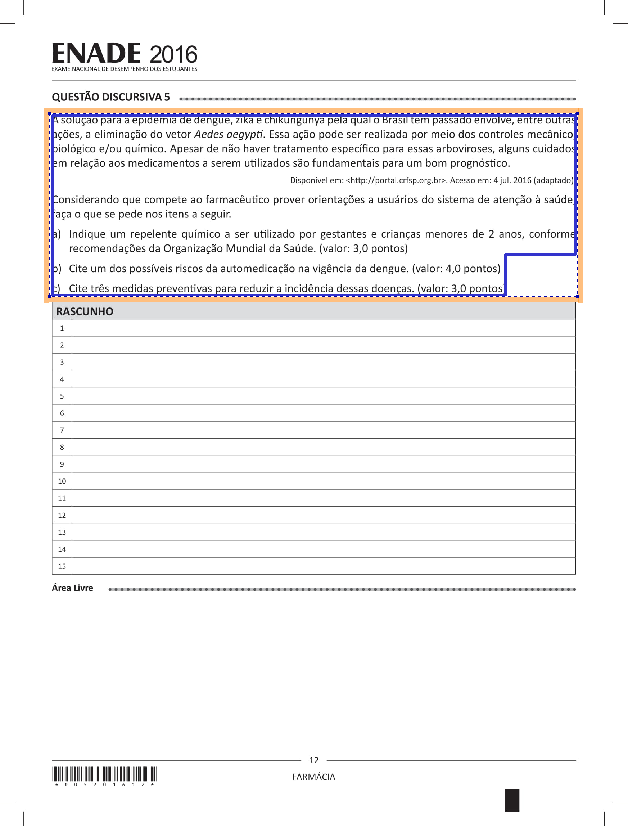 ENADE 2016
EXAME NACIONAL DE DESEMPENHO DOS ESTUDANTES
QUESTÃO DISCURSIVA 5
A solução para a epidemia de dengue, zika e chikungunya pela qual o Brasil tem passado envolve, entre outras
ações, a eliminação do vetor Aedes aegypti. Essa ação pode ser realizada por meio dos controles mecânico,
biológico e/ou químico. Apesar de não haver tratamento específico para essas arboviroses, alguns cuidados
em relação aos medicamentos a serem utilizados são fundamentais para um bom prognóstico.
Disponível em: <http://portal.crfsp.org.br>. Acesso em: 4 jul. 2016 (adaptado).
Considerando que compete ao farmacêutico prover orientações a usuários do sistema de atenção à saúde,
faça o que se pede nos itens a seguir.
a) Indique um repelente químico a ser utilizado por gestantes e crianças menores de 2 anos, conforme
recomendações da Organização Mundial da Saúde. (valor: 3,0 pontos)
b) Cite um dos possíveis riscos da automedicação na vigência da dengue. (valor: 4,0 pontos)
c) Cite três medidas preventivas para reduzir a incidência dessas doenças. (valor: 3,0 pontos)
RASCUNHO
1
2
3
4
5
6
7
8
9
10
11
12
13
14
15
Área Livre
12
FARMÁCIA